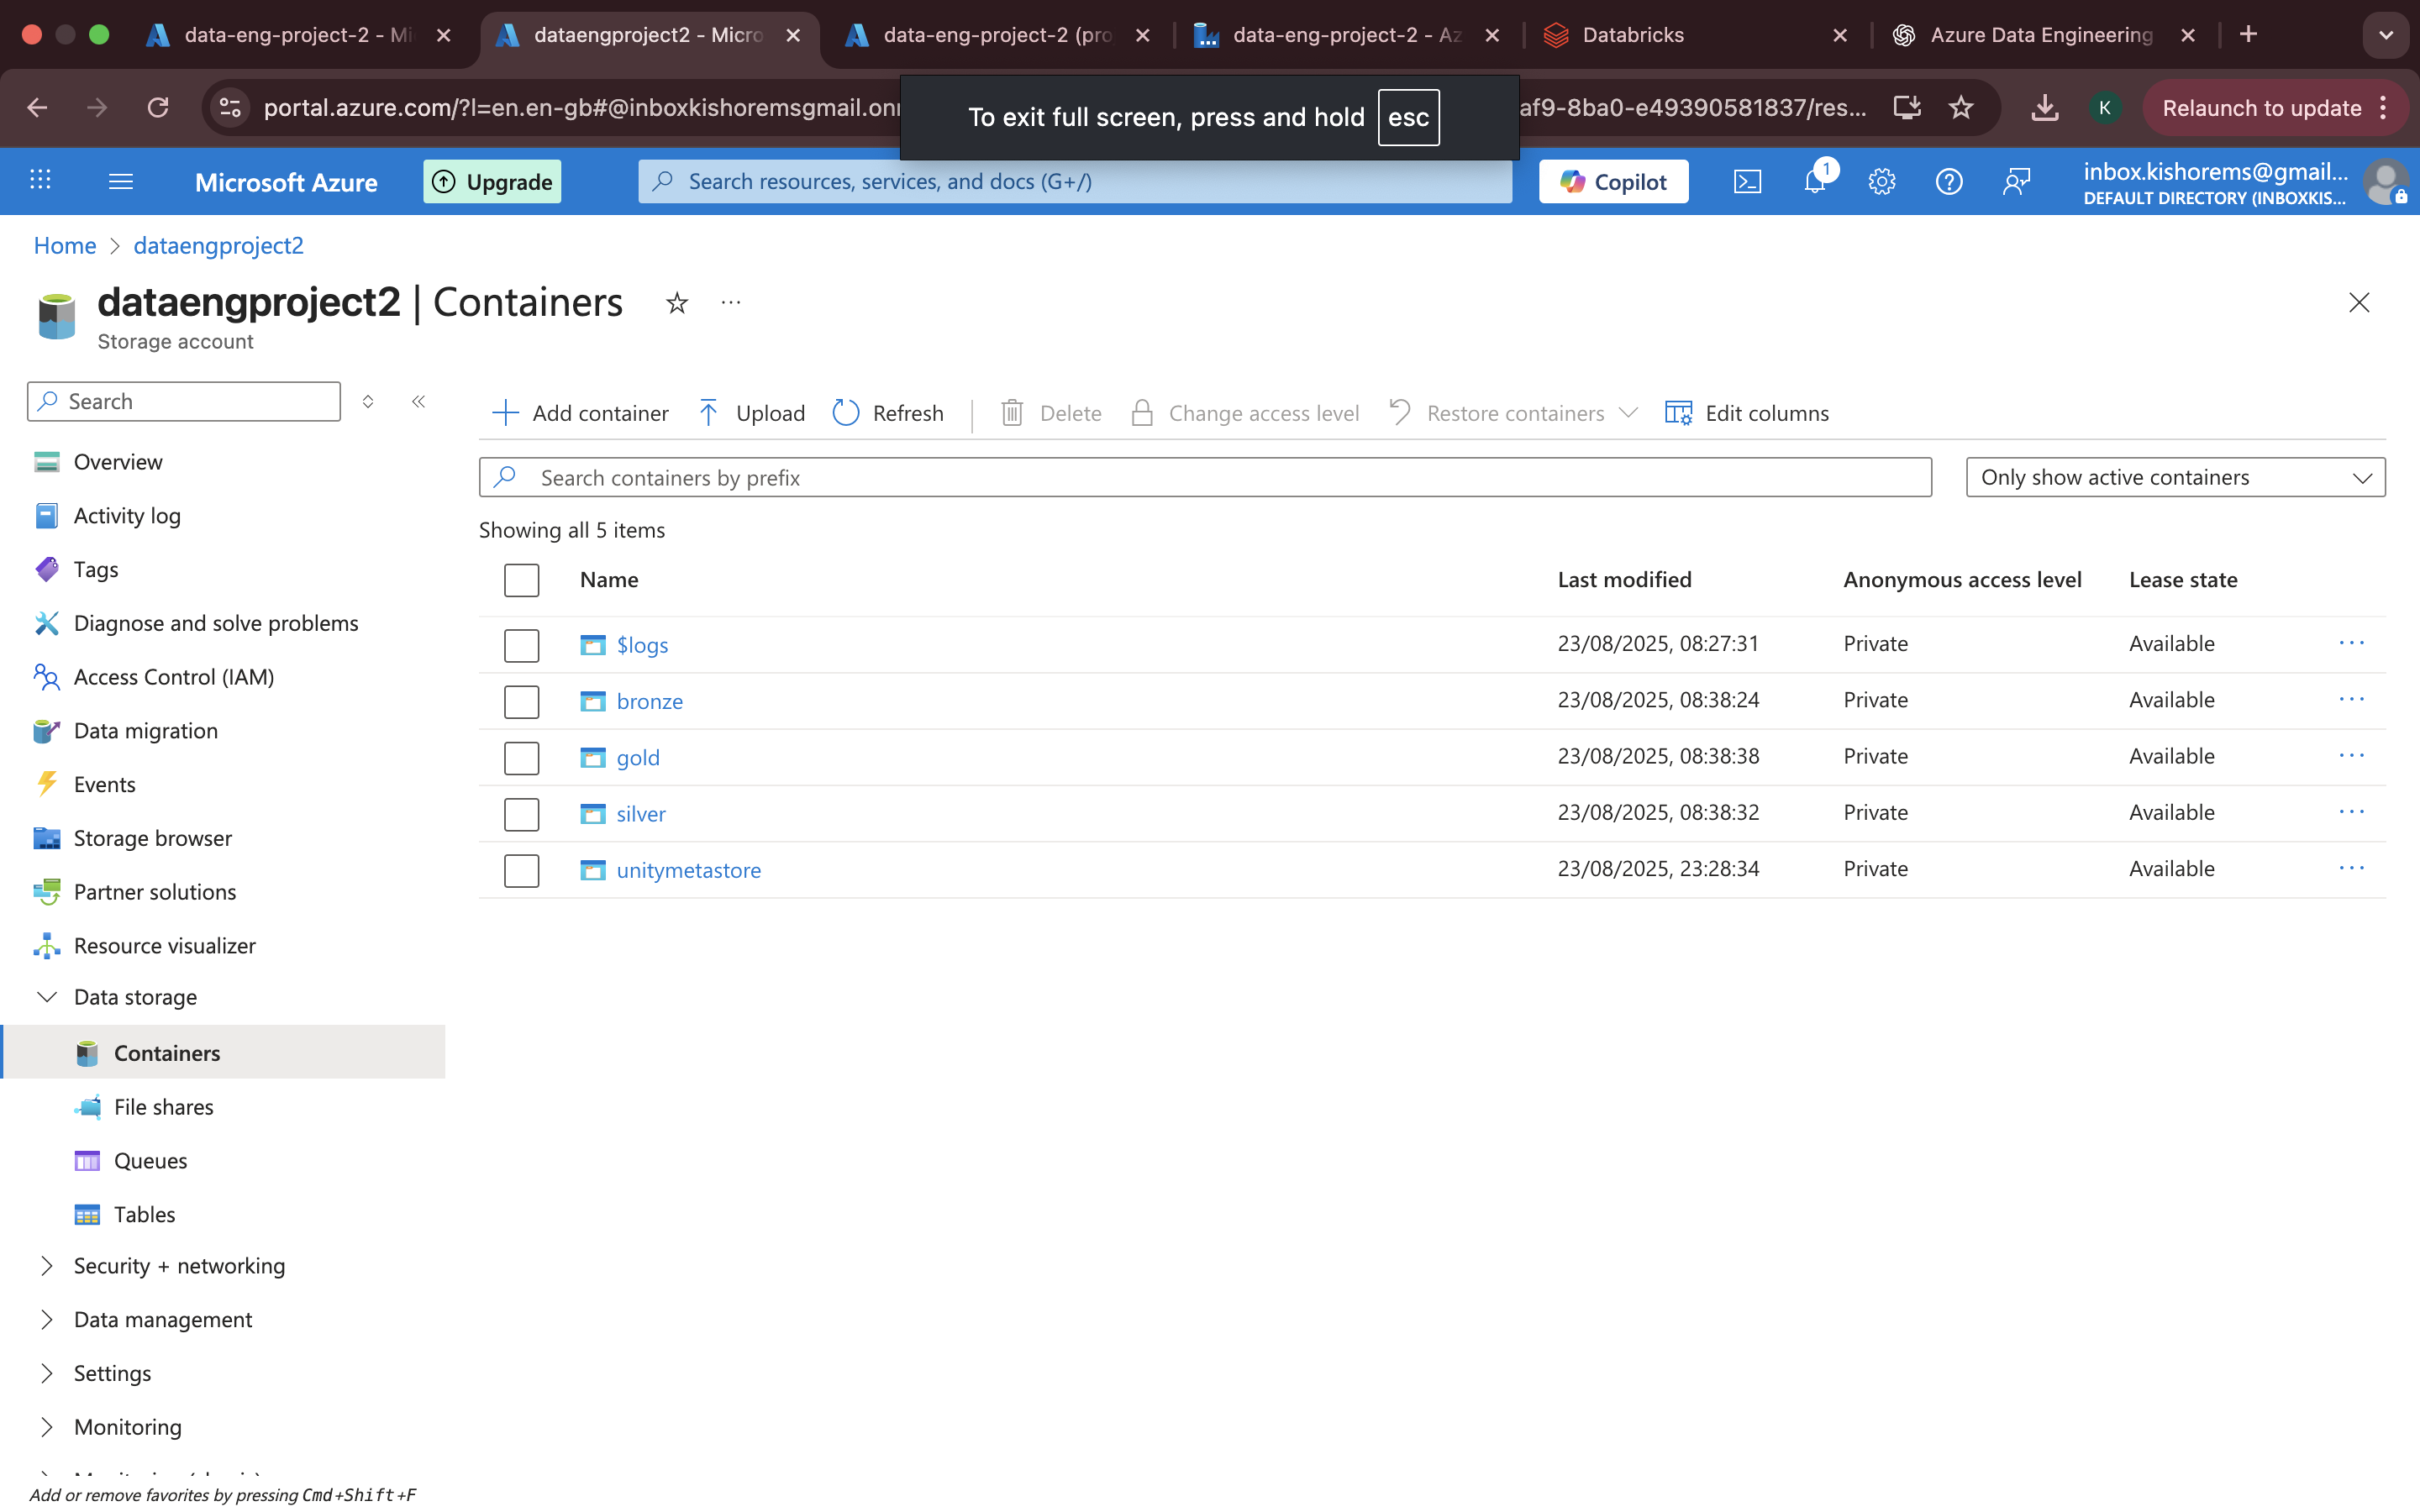 data-eng-project-2 - Mi
dataengproject2 - Micro
data-eng-project-2 (pro
data-eng-project-2 - Az
Databricks
Azure Data Engineering
portal.azure.com/?l=en.en-gb#@inboxkishoremsgmail.onr
af9-8ba0-e49390581837/res...
K
Relaunch to update
To exit full screen, press and hold esc
Microsoft Azure
Upgrade
Search resources, services, and docs (G+/)
Copilot
1
inbox.kishorems@gmail...
DEFAULT DIRECTORY (INBOXKIS...
Home > dataengproject2
dataengproject2 | Containers
Storage account
Search
Add container
Upload
Refresh
Delete
Change access level
Restore containers
Edit columns
Search containers by prefix
Only show active containers
Showing all 5 items
Name Last modified Anonymous access level Lease state
$logs 23/08/2025, 08:27:31 Private Available
bronze 23/08/2025, 08:38:24 Private Available
gold 23/08/2025, 08:38:38 Private Available
silver 23/08/2025, 08:38:32 Private Available
unitymetastore 23/08/2025, 23:28:34 Private Available
Overview
Activity log
Tags
Diagnose and solve problems
Access Control (IAM)
Data migration
Events
Storage browser
Partner solutions
Resource visualizer
Data storage
Containers
File shares
Queues
Tables
Security + networking
Data management
Settings
Monitoring
Add or remove favorites by pressing Cmd+Shift+F